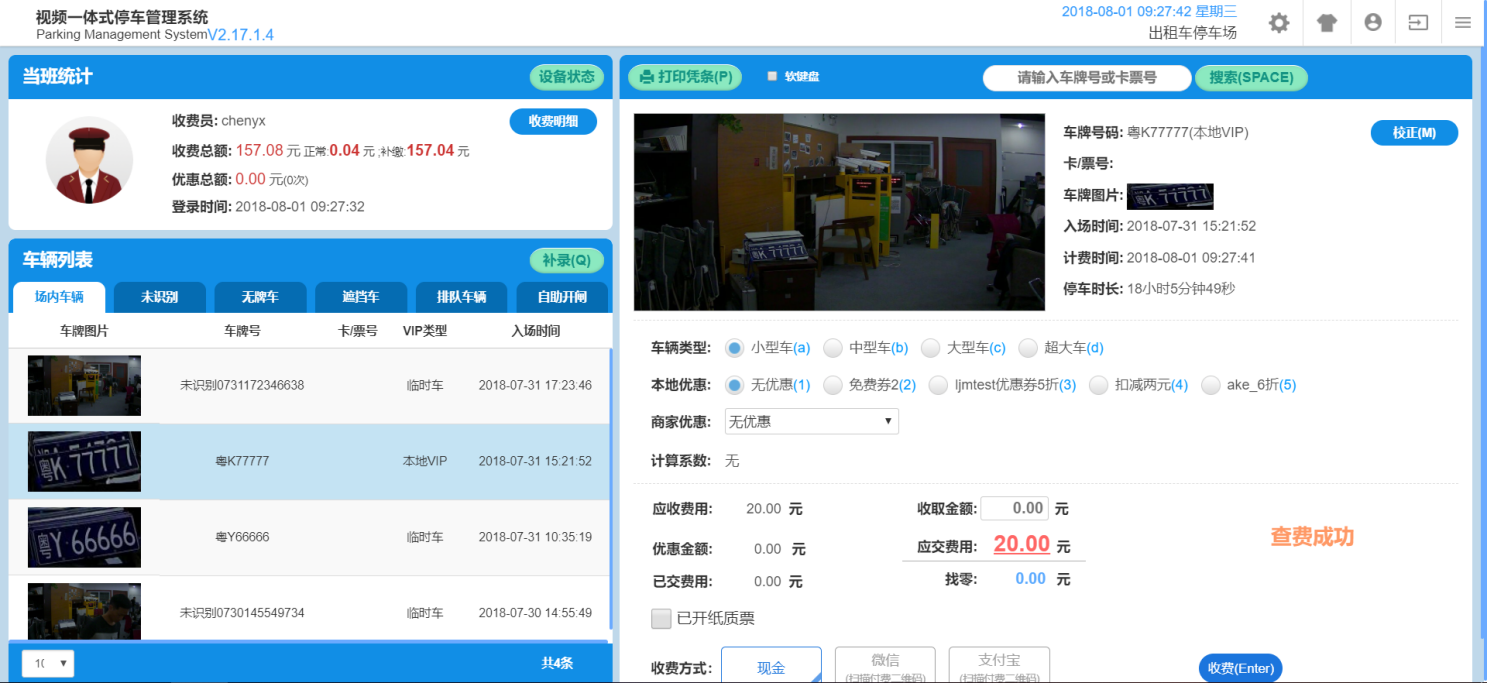 视频一体式停车管理系统
Parking Management SystemV2.17.1.4
2018-08-01 09:27:42 星期三
出租车停车场
当班统计
设备状态
收费员: chenyx
收费明细
收费总额: 157.08 元 正常:0.04 元 ;补缴:157.04 元
优惠总额: 0.00 元(0次)
登录时间: 2018-08-01 09:27:32
车辆列表
补录(Q)
场内车辆 未识别 无牌车 遮挡车 排队车辆 自助开闸
车牌图片 车牌号 卡/票号 VIP类型 入场时间
未识别0731172346638 临时车 2018-07-31 17:23:46
粤K77777 本地VIP 2018-07-31 15:21:52
粤Y66666 临时车 2018-07-31 10:35:19
未识别0730145549734 临时车 2018-07-30 14:55:49
共4条
打印凭条(P) 软键盘 请输入车牌号或卡票号 搜索(SPACE)
车牌号码: 粤K77777(本地VIP)
校正(M)
卡/票号:
车牌图片: 粤K·77777
入场时间: 2018-07-31 15:21:52
计费时间: 2018-08-01 09:27:41
停车时长: 18小时5分钟49秒
车辆类型: 小型车(a) 中型车(b) 大型车(c) 超大车(d)
本地优惠: 无优惠(1) 免费券2(2) ljmtest优惠券5折(3) 扣减两元(4) ake_6折(5)
商家优惠: 无优惠
计算系数: 无
应收费用: 20.00 元 收取金额: 0.00 元
优惠金额: 0.00 元 应交费用: 20.00 元
查费成功
已交费用: 0.00 元 找零: 0.00 元
已开纸质票
收费方式: 现金 微信 支付宝 收费(Enter)
(扫描付费二维码) (扫描付费二维码)